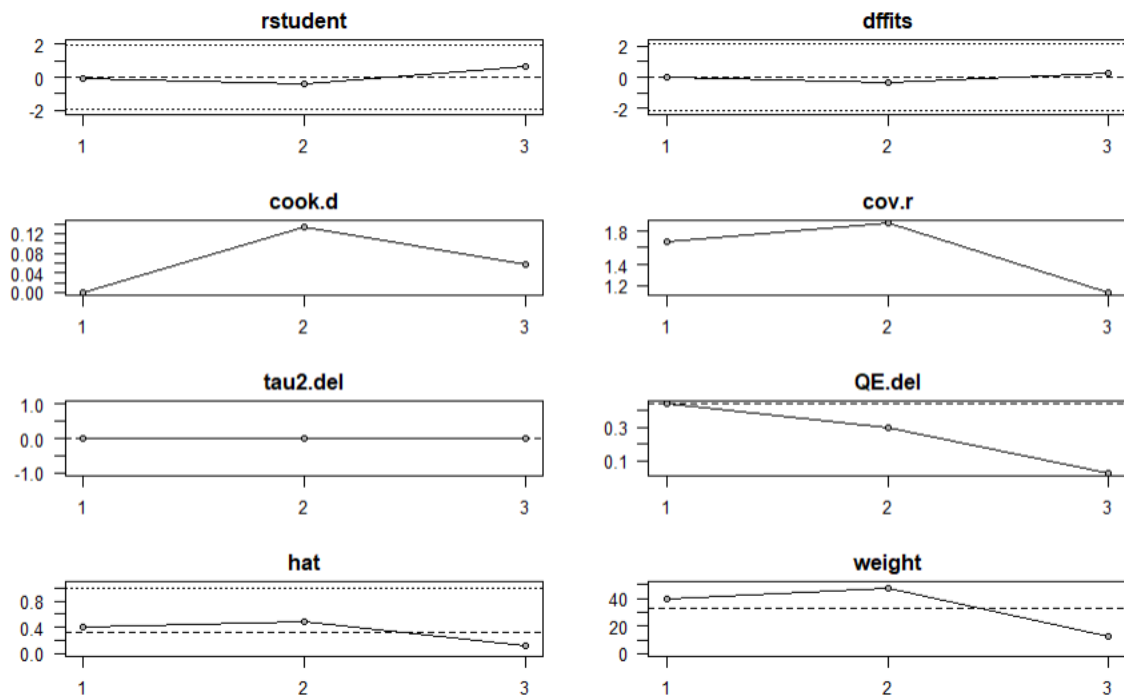 rstudent
2
0
-2
1 2 3
dffits
2
0
-2
1 2 3
cook.d
0.12
0.08
0.04
0.00
1 2 3
cov.r
1.8
1.4
1.2
1 2 3
tau2.del
1.0
0.0
-1.0
1 2 3
QE.del
0.3
0.1
1 2 3
hat
0.8
0.4
0.0
1 2 3
weight
40
20
0
1 2 3